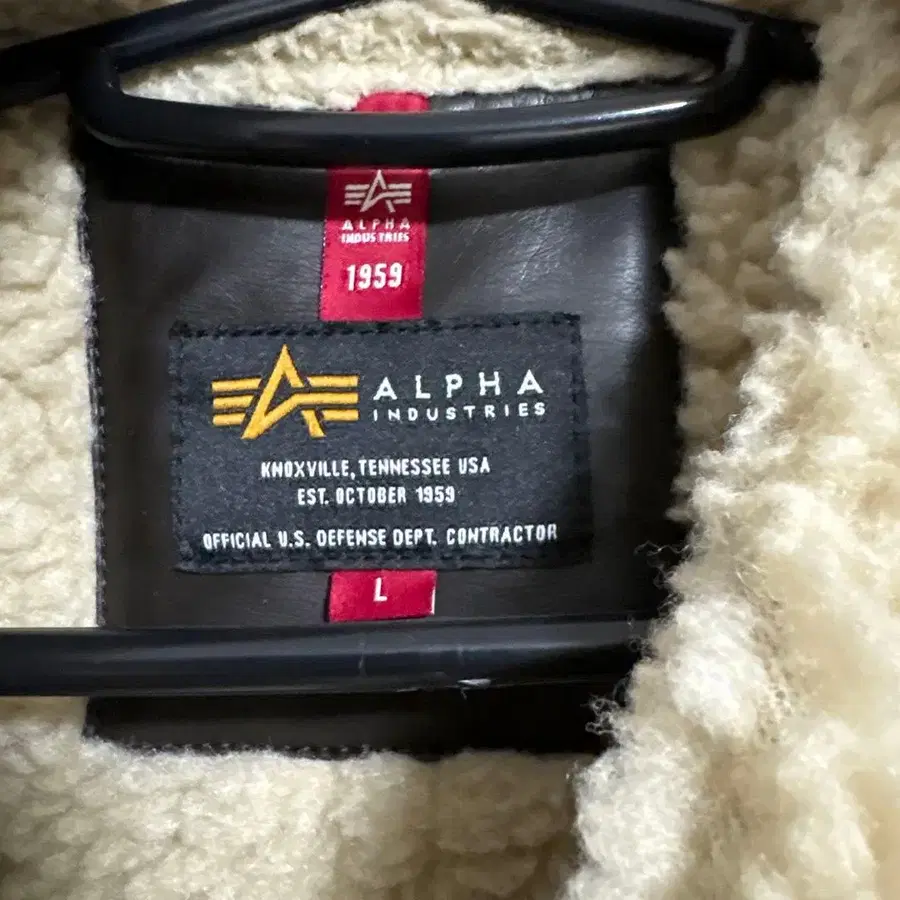 ALPHA
INDUSTRIES
1959
ALPHA
INDUSTRIES
KNOXVILLE, TENNESSEE USA
EST. OCTOBER 1959
OFFICIAL U.S. DEFENSE DEPT. CONTRACTOR
L